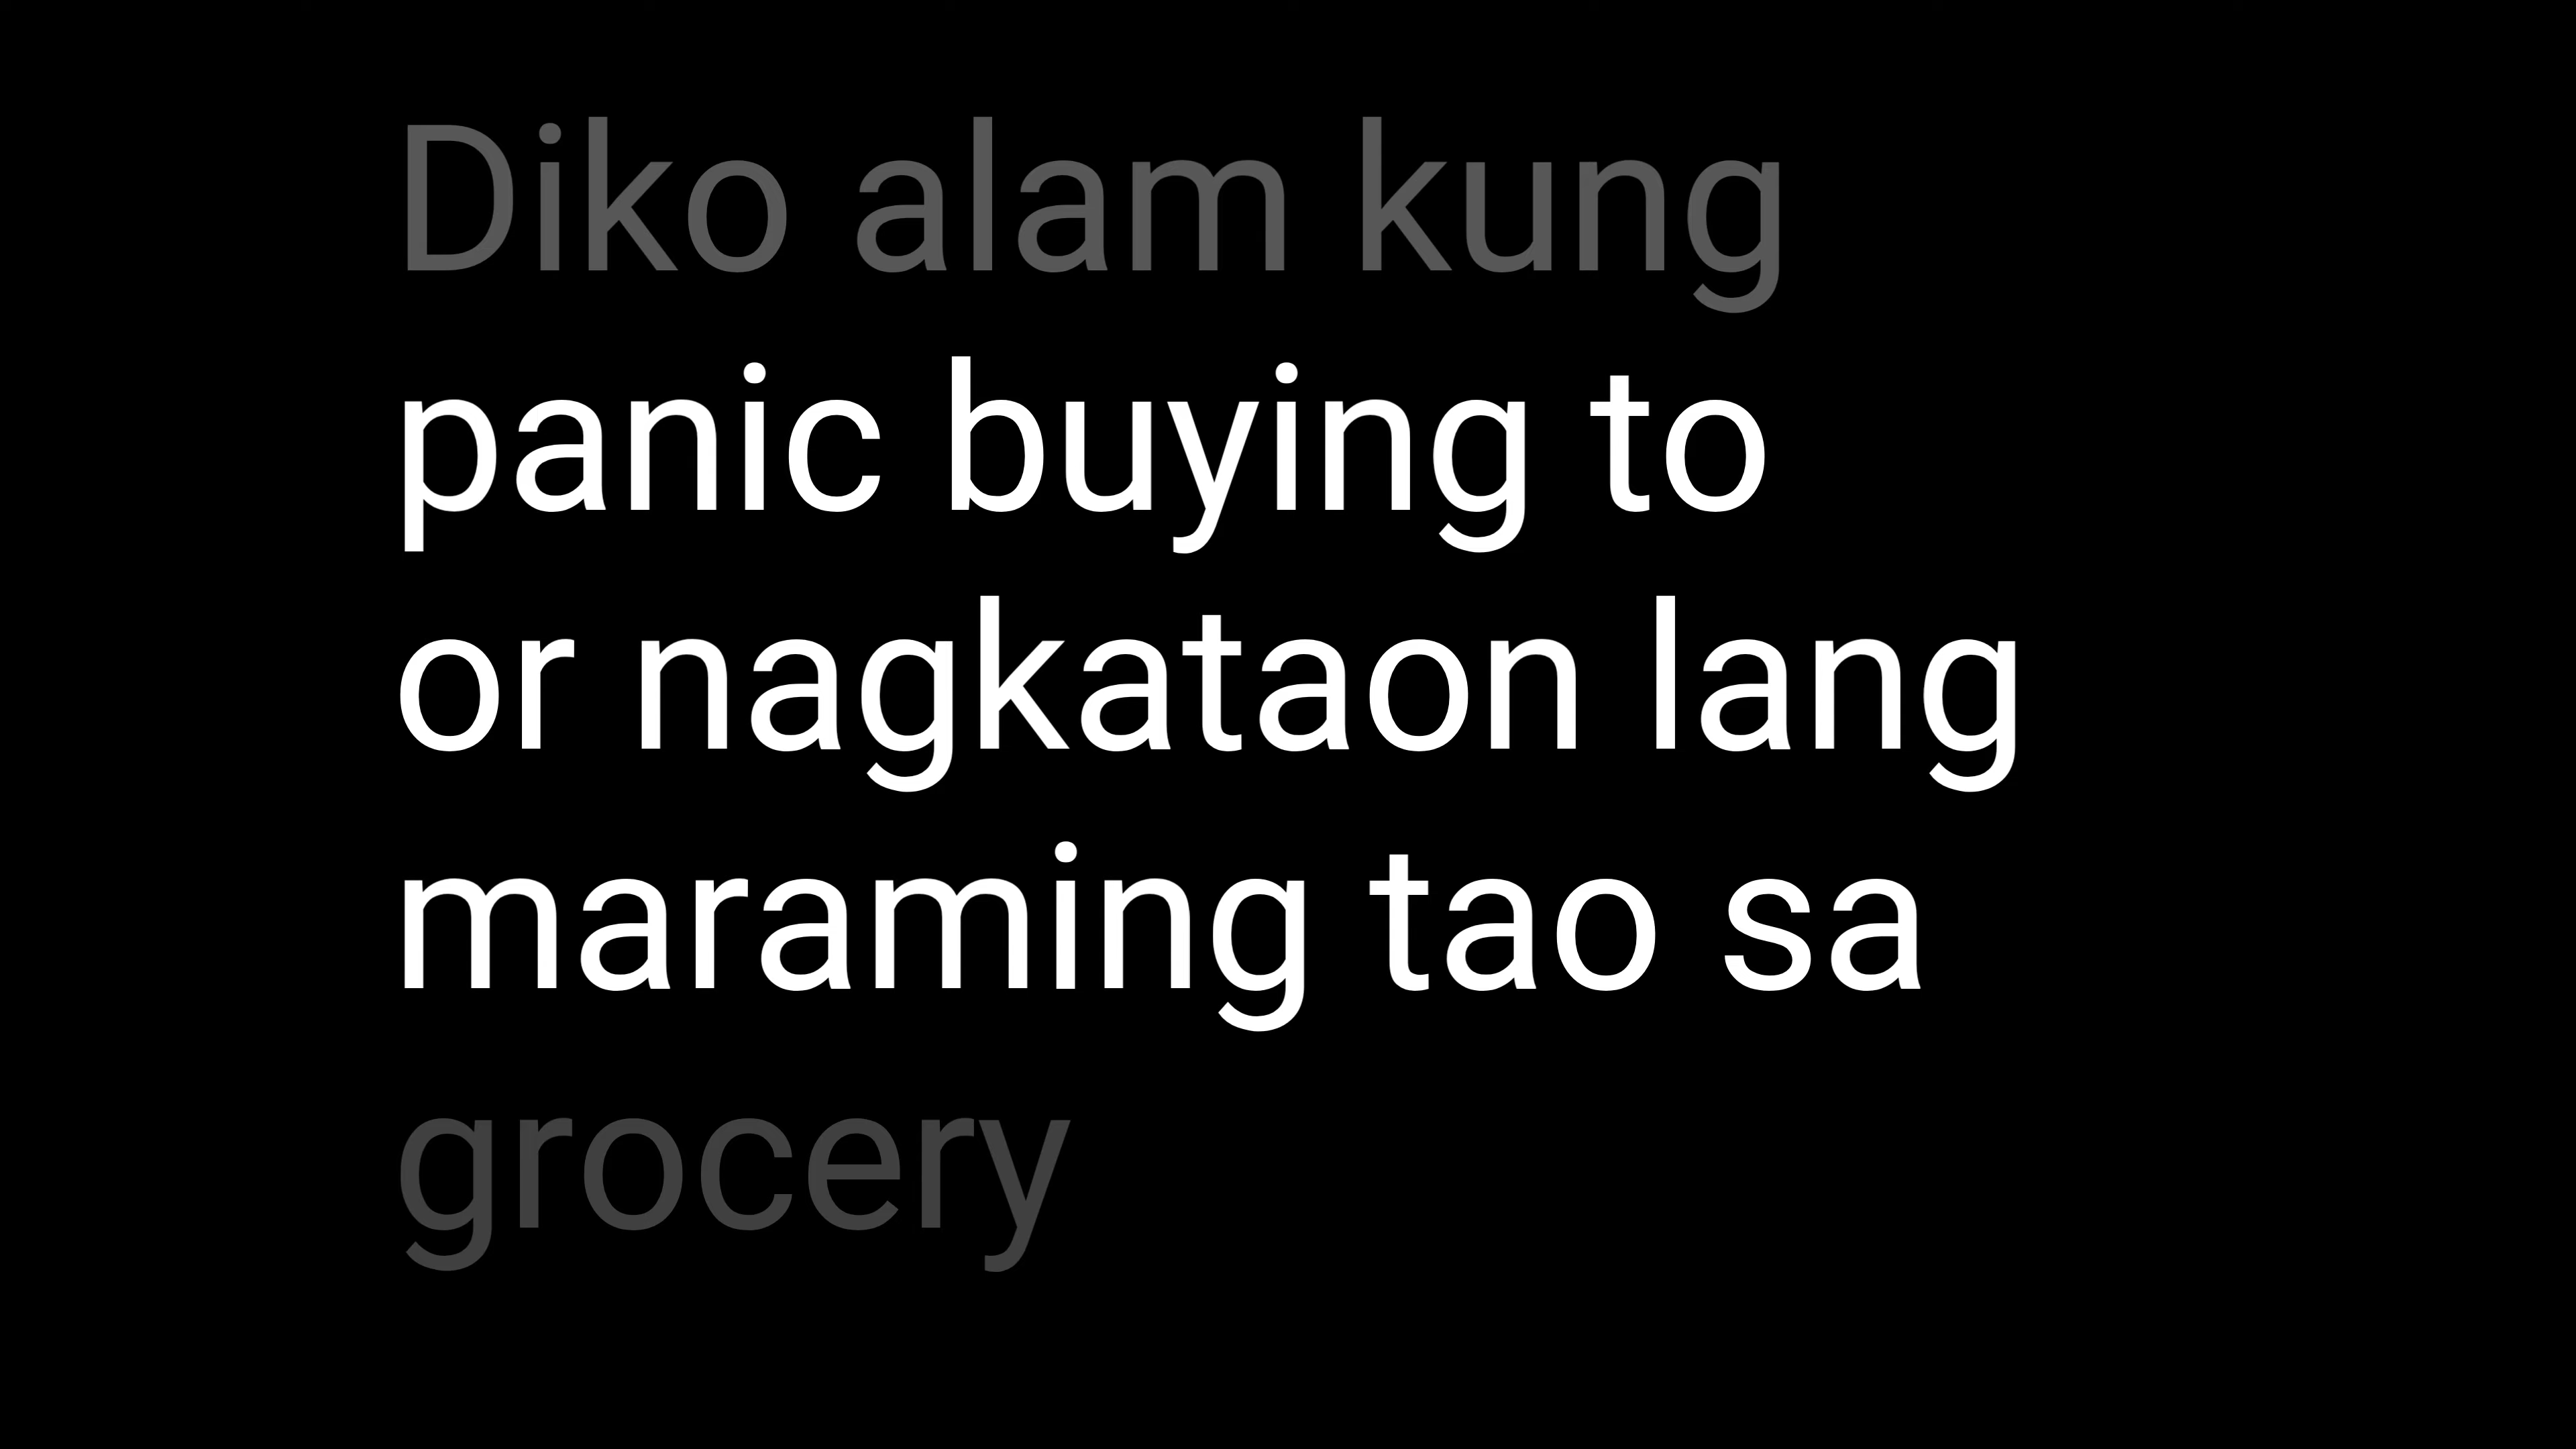 Diko alam kung
panic buying to
or nagkataon lang
maraming tao sa
grocery